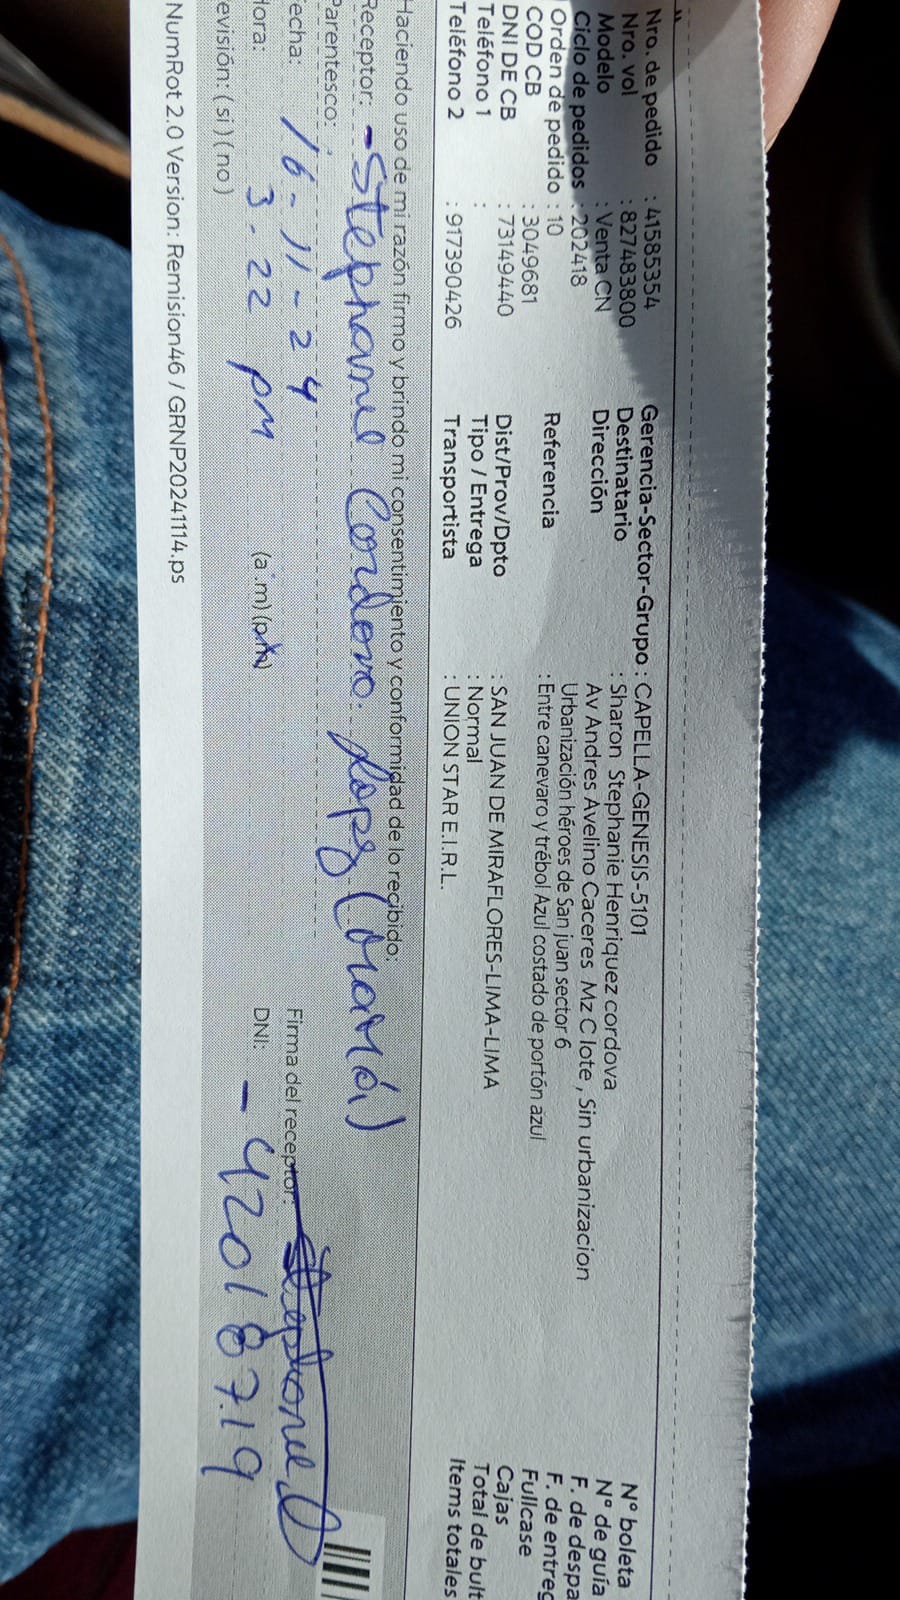 Nro. de pedido : 41585354
Nro. vol : 827483800
Modelo : Venta CN
Ciclo de pedidos : 202418
Orden de pedido : 10
COD CB : 3049681
DNI DE CB : 73149440
Teléfono 1 :
Teléfono 2 : 917390426
Gerencia-Sector-Grupo : CAPELLA-GENESIS-5101
Destinatario : Sharon Stephanie Henriquez cordova
Dirección Av Andres Avelino Caceres Mz C lote , Sin urbanizacion
Urbanización héroes de San juan sector 6
Referencia : Entre canevaro y trébol Azul costado de portón azul
Dist/Prov/Dpto : SAN JUAN DE MIRAFLORES-LIMA-LIMA
Tipo / Entrega : Normal
Transportista : UNION STAR E.I.R.L.
N° boleta
N° de guía
F. de despa
F. de entreg
Fullcase
Cajas
Total de bult
Items totales
Haciendo uso de mi razón firmo y brindo mi consentimiento y conformidad de lo recibido:
Receptor: - Stephanel Cordova Lopez (mamá)
Parentesco:
Fecha: 16-11-24
Firma del receptor: Stephanel
Hora: 3.22 pm (a.m)(p.m)
DNI: - 42018719
evisión: (si) (no)
NumRot 2.0 Version: Remision46 / GRNP20241114.ps